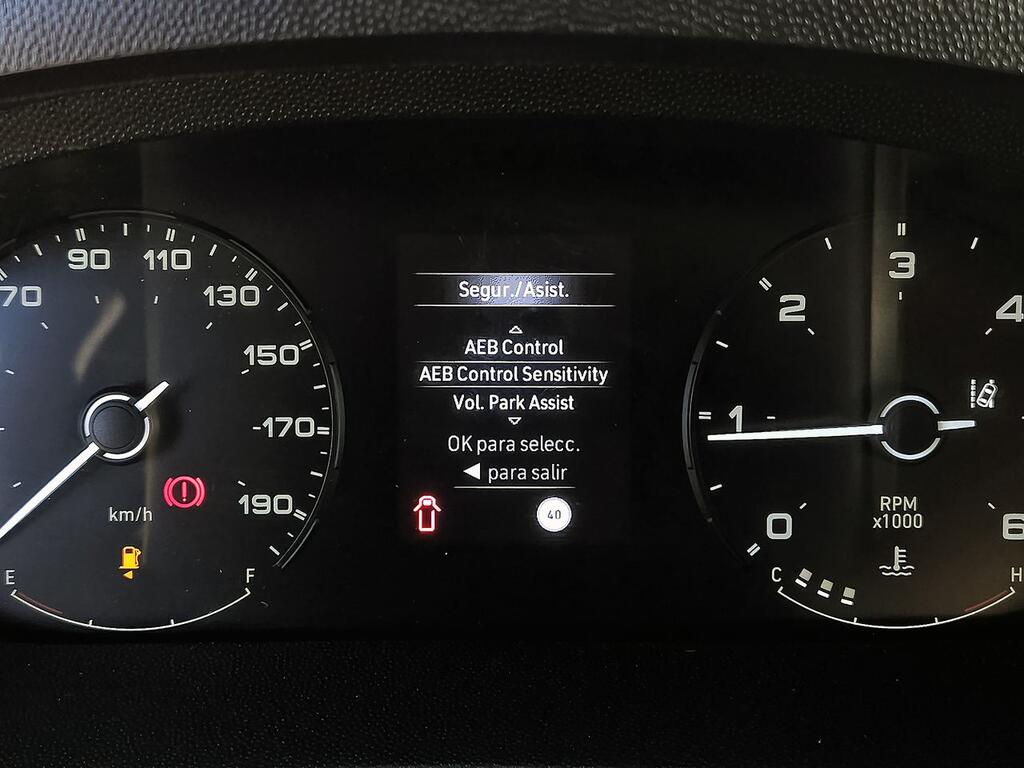 70
90
110
130
150
170
190
km/h
E
F
Segur./Asist.
AEB Control
AEB Control Sensitivity
Vol. Park Assist
OK para selecc.
◀ para salir
40
0
1
2
3
4
6
RPM
x1000
C
H